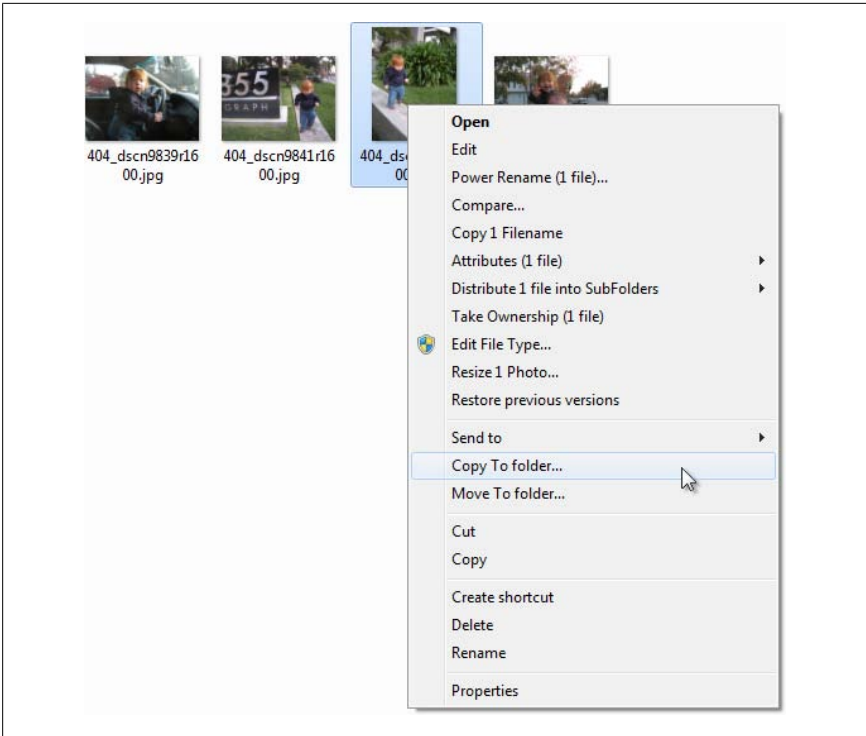 355
GRAPH
404_dscn9839r16
00.jpg
404_dscn9841r16
00.jpg
Open
Edit
Power Rename (1 file)...
Compare...
Copy 1 Filename
Attributes (1 file)
Distribute 1 file into SubFolders
Take Ownership (1 file)
Edit File Type...
Resize 1 Photo...
Restore previous versions
Send to
Copy To folder...
Move To folder...
Cut
Copy
Create shortcut
Delete
Rename
Properties